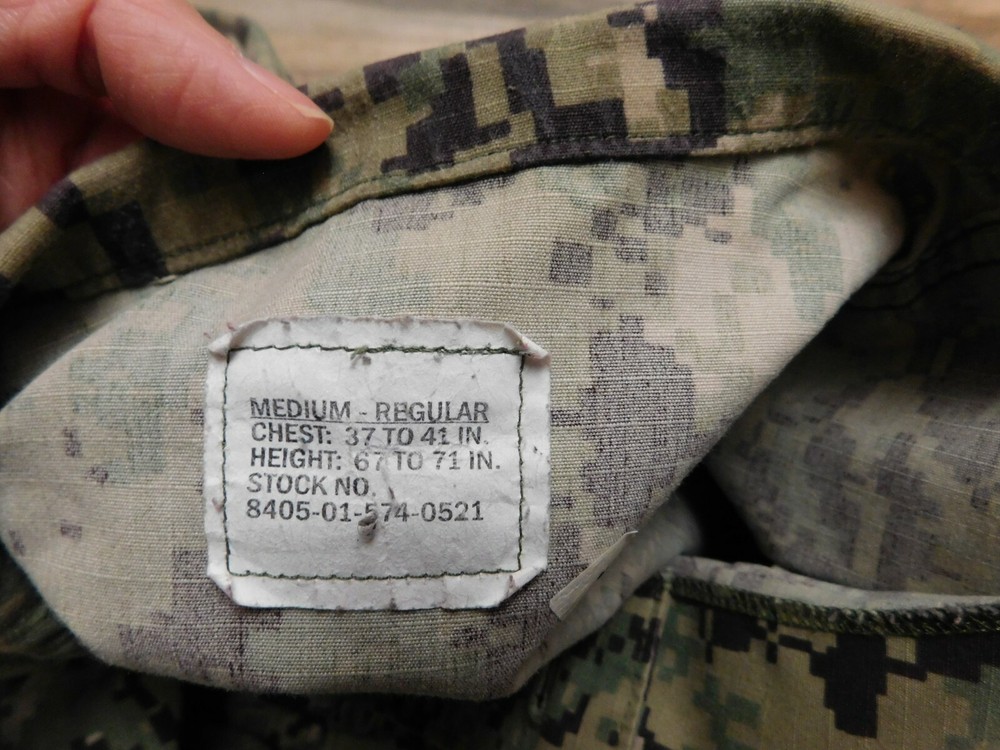 MEDIUM - REGULAR
CHEST: 37 TO 41 IN.
HEIGHT: 67 TO 71 IN.
STOCK NO.
8405-01-574-0521